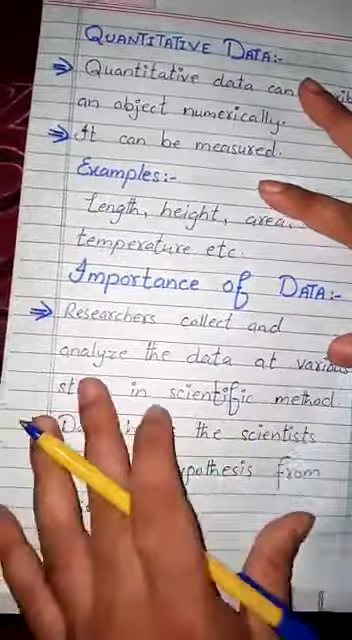 QUANTITATIVE DATA:-
⇒ Quantitative data can
an object numerically.
⇒ It can be measured.
Examples:-
Length, height, area,
temperature etc.
Importance of DATA:-
⇒ Researchers collect and
analyze the data at various
in scientific method.
the scientists
from